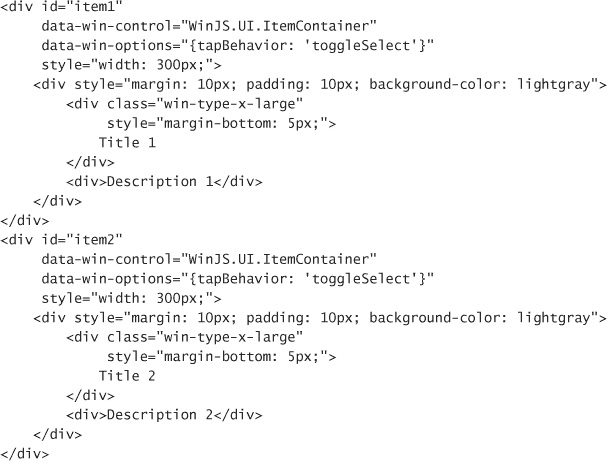 <div id="item1"
     data-win-control="WinJS.UI.ItemContainer"
     data-win-options="{tapBehavior: 'toggleSelect'}"
     style="width: 300px;">
    <div style="margin: 10px; padding: 10px; background-color: lightgray">
        <div class="win-type-x-large"
             style="margin-bottom: 5px;">
            Title 1
        </div>
        <div>Description 1</div>
    </div>
</div>
<div id="item2"
     data-win-control="WinJS.UI.ItemContainer"
     data-win-options="{tapBehavior: 'toggleSelect'}"
     style="width: 300px;">
    <div style="margin: 10px; padding: 10px; background-color: lightgray">
        <div class="win-type-x-large"
             style="margin-bottom: 5px;">
            Title 2
        </div>
        <div>Description 2</div>
    </div>
</div>